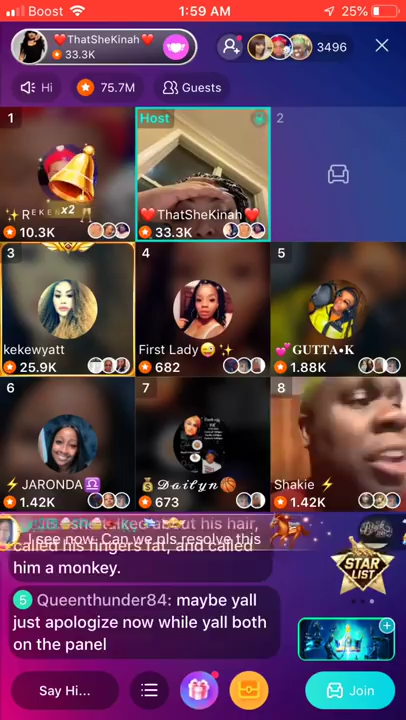 Boost
1:59 AM
25%
❤️ThatSheKinah❤️
33.3K
3496
Hi
75.7M
Guests
1
x2
10.3K
Host
❤️ThatSheKinah❤️
33.3K
2
3
kekewyatt
25.9K
4
First Lady😜✨
682
5
💕GUTTA•K
1.88K
6
⚡JARONDA♎
1.42K
7
💰𝓓𝓪𝓲𝓵𝔂𝓷🏀
673
8
Shakie ⚡
1.42K
about his hair,
I see now. Can we pls resolve this
called his fingers fat, and called
him a monkey.
STAR
LIST
5 Queenthunder84: maybe yall
just apologize now while yall both
on the panel
Say Hi...
Join